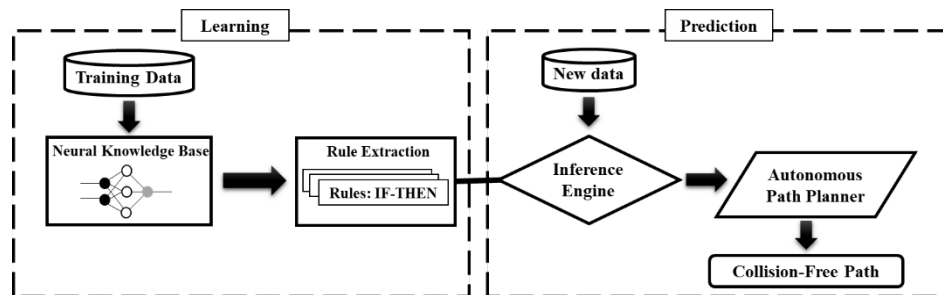 Learning
Training Data
Neural Knowledge Base
Rule Extraction
Rules: IF-THEN
Prediction
New data
Inference
Engine
Autonomous
Path Planner
Collision-Free Path